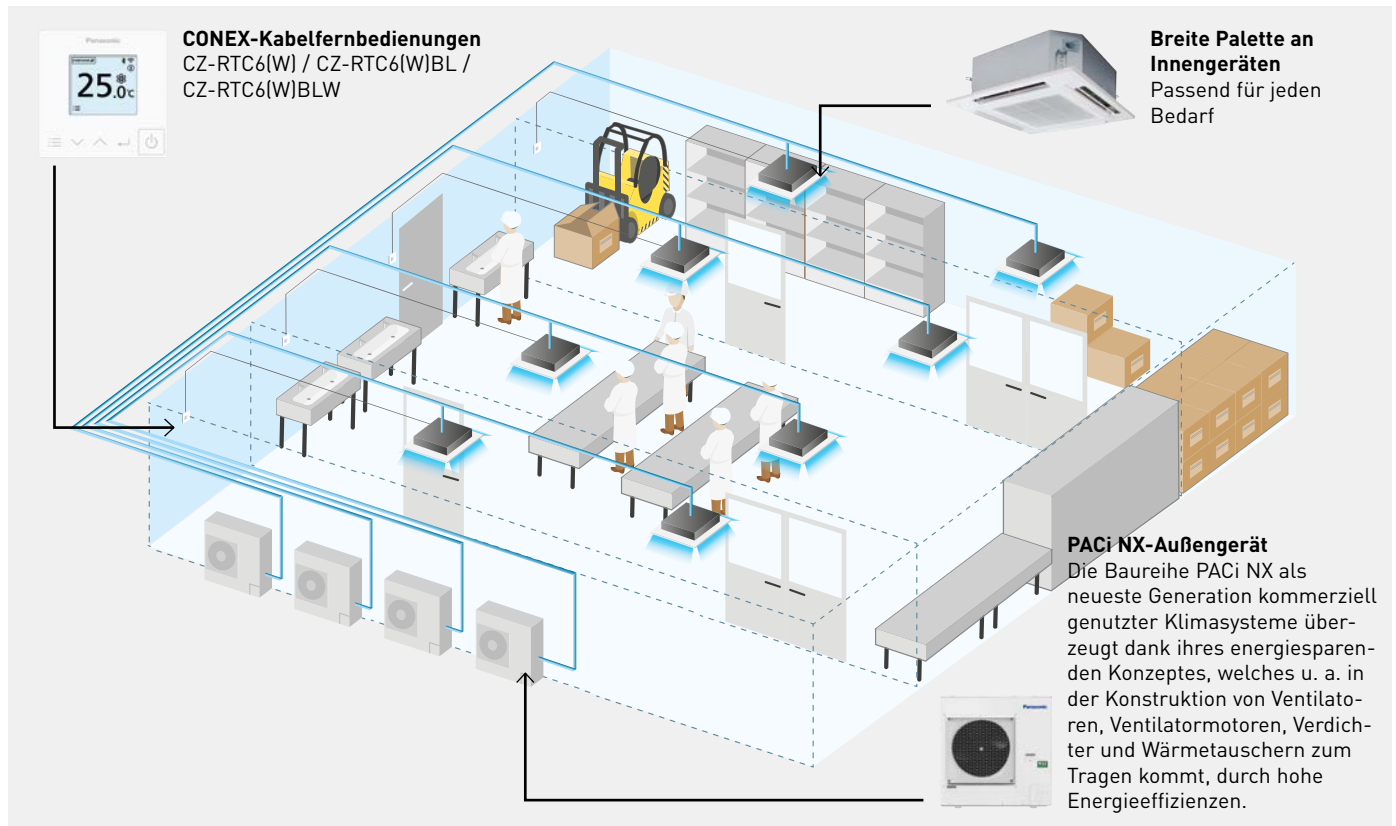 Panasonic
25.0°C
CONEX-Kabelfernbedienungen
CZ-RTC6(W) / CZ-RTC6(W)BL /
CZ-RTC6(W)BLW
Breite Palette an
Innengeräten
Passend für jeden
Bedarf
PACi NX-Außengerät
Die Baureihe PACi NX als
neueste Generation kommerziell
genutzter Klimasysteme über-
zeugt dank ihres energiesparen-
den Konzeptes, welches u. a. in
der Konstruktion von Ventilato-
ren, Ventilatormotoren, Verdich-
ter und Wärmetauschern zum
Tragen kommt, durch hohe
Energieeffizienzen.
Panasonic